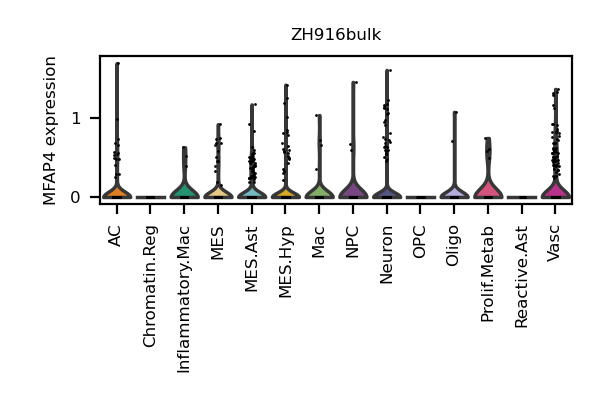 ZH916bulk
MFAP4 expression
1
0
AC
Chromatin.Reg
Inflammatory.Mac
MES
MES.Ast
MES.Hyp
Mac
NPC
Neuron
OPC
Oligo
Prolif.Metab
Reactive.Ast
Vasc